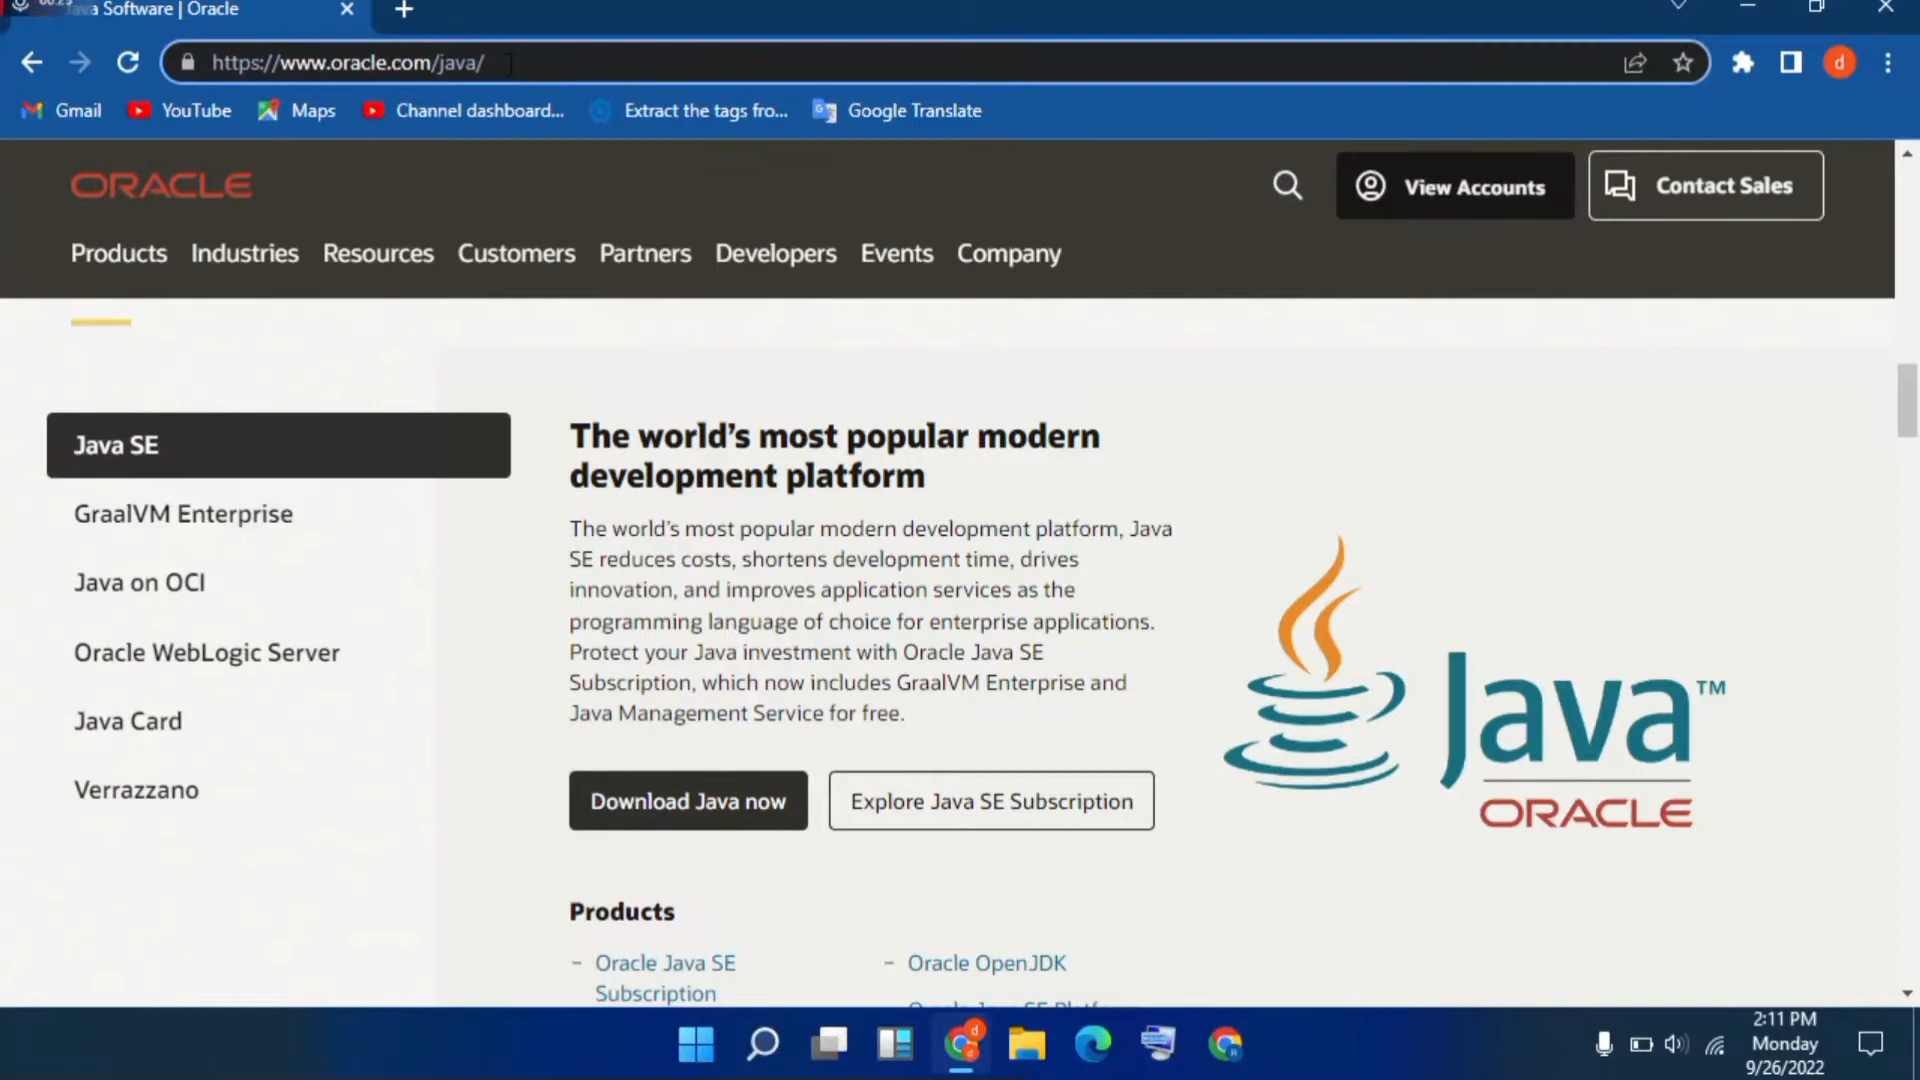 Java Software | Oracle
https://www.oracle.com/java/
d
Gmail
YouTube
Maps
Channel dashboard...
Extract the tags fro...
Google Translate
ORACLE
View Accounts
Contact Sales
Products
Industries
Resources
Customers
Partners
Developers
Events
Company
Java SE
GraalVM Enterprise
Java on OCI
Oracle WebLogic Server
Java Card
Verrazzano
The world's most popular modern
development platform
The world's most popular modern development platform, Java
SE reduces costs, shortens development time, drives
innovation, and improves application services as the
programming language of choice for enterprise applications.
Protect your Java investment with Oracle Java SE
Subscription, which now includes GraalVM Enterprise and
Java Management Service for free.
Download Java now
Explore Java SE Subscription
Java™
ORACLE
Products
- Oracle Java SE
Subscription
- Oracle OpenJDK
2:11 PM
Monday
9/26/2022